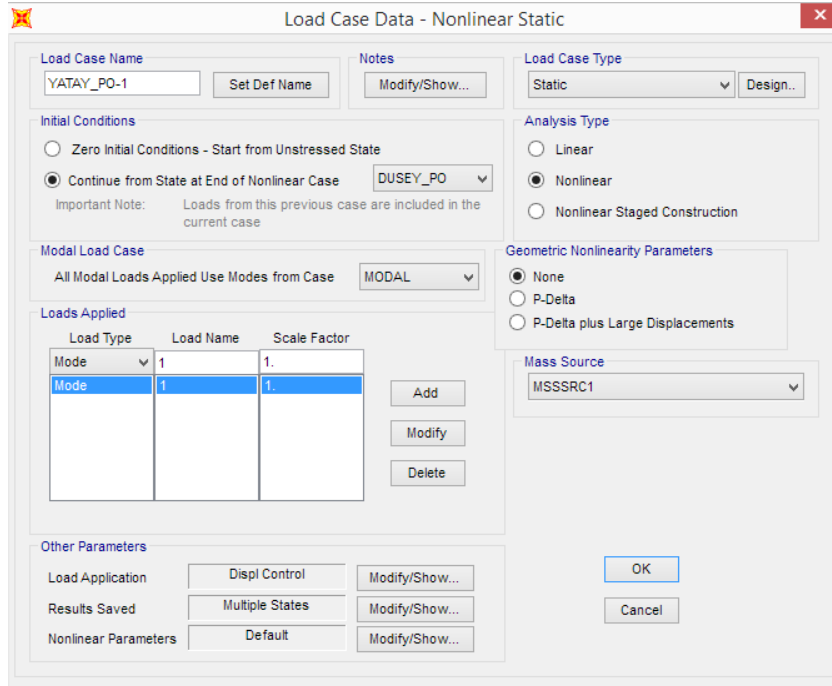 Load Case Data - Nonlinear Static
Load Case Name
YATAY_PO-1
Set Def Name
Notes
Modify/Show...
Load Case Type
Static
Design..
Initial Conditions
Zero Initial Conditions - Start from Unstressed State
Continue from State at End of Nonlinear Case
DUSEY_PO
Important Note: Loads from this previous case are included in the
current case
Analysis Type
Linear
Nonlinear
Nonlinear Staged Construction
Modal Load Case
All Modal Loads Applied Use Modes from Case
MODAL
Geometric Nonlinearity Parameters
None
P-Delta
P-Delta plus Large Displacements
Loads Applied
Load Type Load Name Scale Factor
Mode 1 1.
Mode 1 1.
Add
Modify
Delete
Mass Source
MSSSRC1
Other Parameters
Load Application Displ Control Modify/Show...
Results Saved Multiple States Modify/Show...
Nonlinear Parameters Default Modify/Show...
OK
Cancel